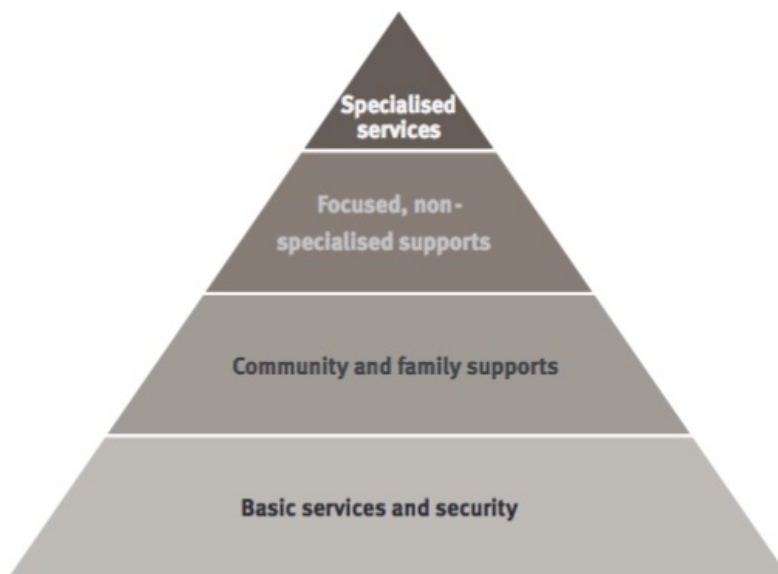 Specialised
services
Focused, non-
specialised supports
Community and family supports
Basic services and security